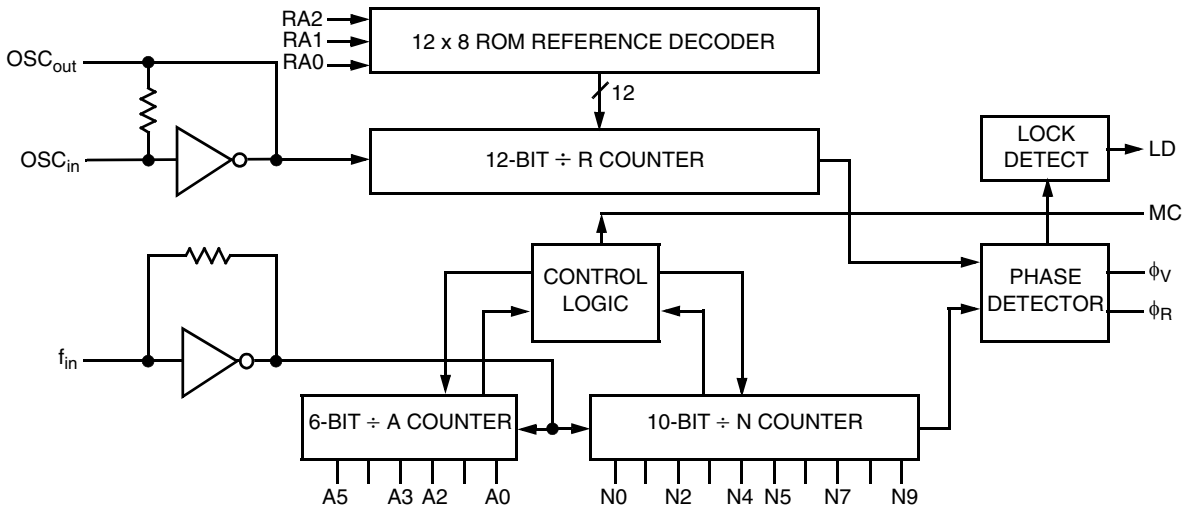 RA2
RA1
RA0
12 x 8 ROM REFERENCE DECODER
OSCout
12
OSCin
12-BIT ÷ R COUNTER
LOCK
DETECT
LD
MC
CONTROL
LOGIC
PHASE
DETECTOR
ϕV
ϕR
fin
6-BIT ÷ A COUNTER
10-BIT ÷ N COUNTER
A5 A3 A2 A0 N0 N2 N4 N5 N7 N9